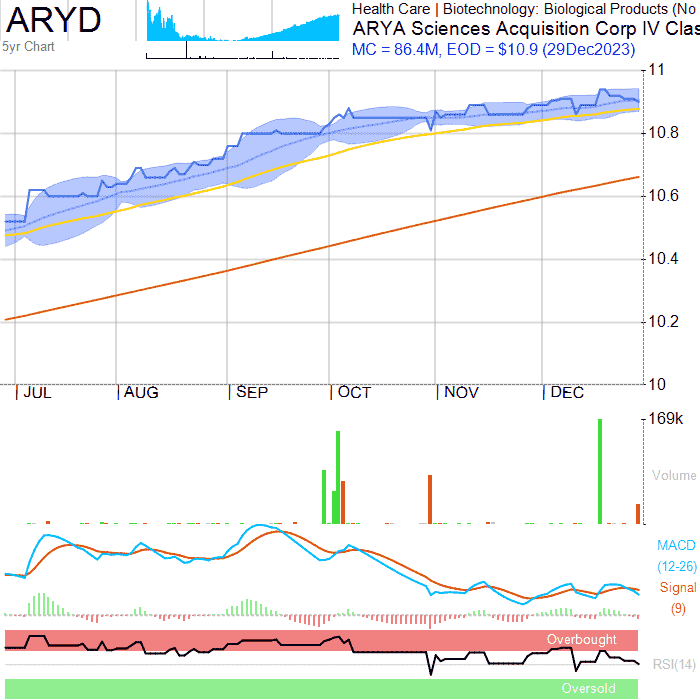 ARYD
5yr Chart
Health Care | Biotechnology: Biological Products (No
ARYA Sciences Acquisition Corp IV Clas
MC = 86.4M, EOD = $10.9 (29Dec2023)
11
10.8
10.6
10.4
10.2
10
JUL AUG SEP OCT NOV DEC
169k
Volume
MACD
(12-26)
Signal
(9)
Overbought
RSI(14)
Oversold